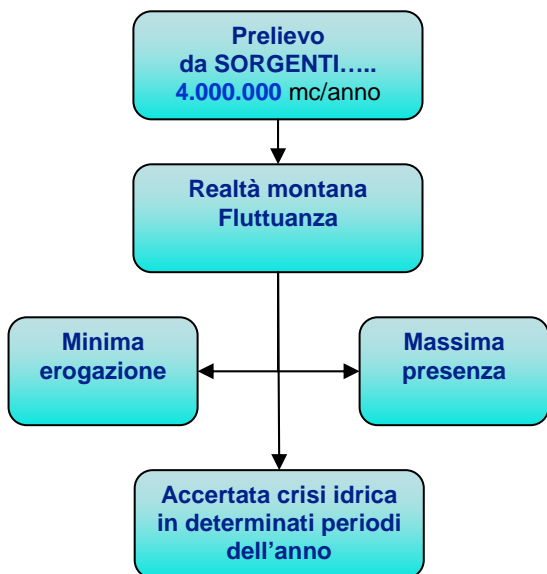 Prelievo
da SORGENTI.....
4.000.000 mc/anno
Realtà montana
Fluttuanza
Minima
erogazione
Massima
presenza
Accertata crisi idrica
in determinati periodi
dell'anno